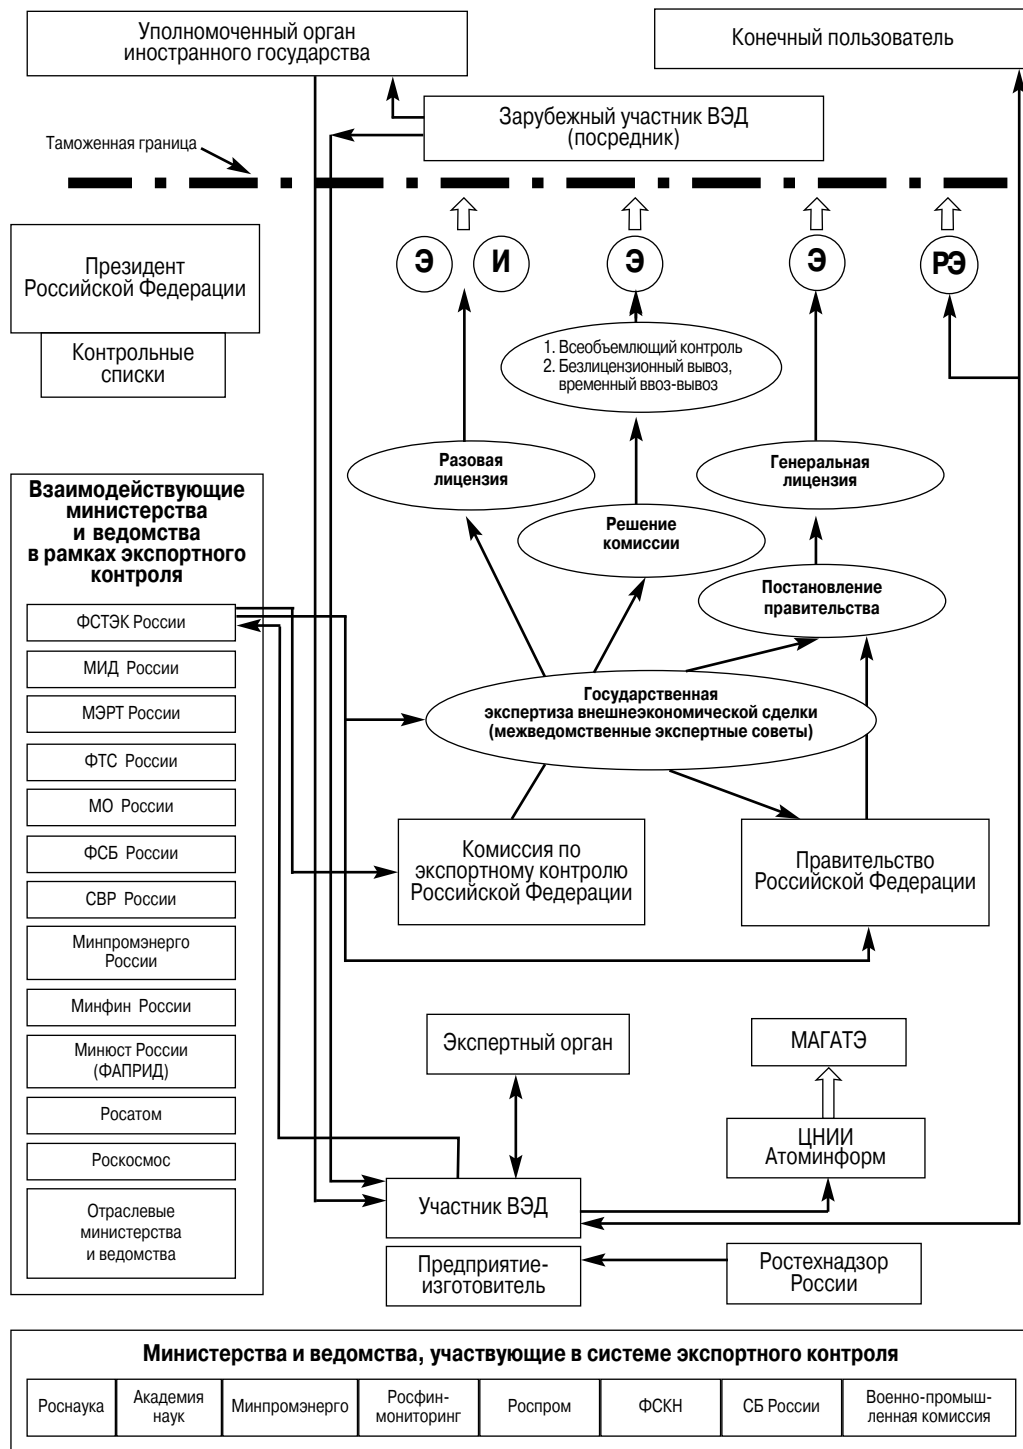 Уполномоченный орган
иностранного государства
Конечный пользователь
Зарубежный участник ВЭД
(посредник)
Таможенная граница
Э
И
Э
Э
РЭ
Президент
Российской Федерации
Контрольные
списки
1. Всеобъемлющий контроль
2. Безлицензионный вывоз,
временный ввоз-вывоз
Разовая
лицензия
Генеральная
лицензия
Решение
комиссии
Постановление
правительства
Взаимодействующие
министерства
и ведомства
в рамках экспортного
контроля
ФСТЭК России
МИД России
МЭРТ России
ФТС России
МО России
ФСБ России
СВР России
Минпромэнерго
России
Минфин России
Минюст России
(ФАПРИД)
Росатом
Роскосмос
Отраслевые
министерства
и ведомства
Государственная
экспертиза внешнеэкономической сделки
(межведомственные экспертные советы)
Комиссия по
экспортному контролю
Российской Федерации
Правительство
Российской Федерации
Экспертный орган
МАГАТЭ
ЦНИИ
Атоминформ
Участник ВЭД
Предприятие-
изготовитель
Ростехнадзор
России
Министерства и ведомства, участвующие в системе экспортного контроля
Роснаука
Академия
наук
Минпромэнерго
Росфин-
мониторинг
Роспром
ФСКН
СБ России
Военно-промыш-
ленная комиссия